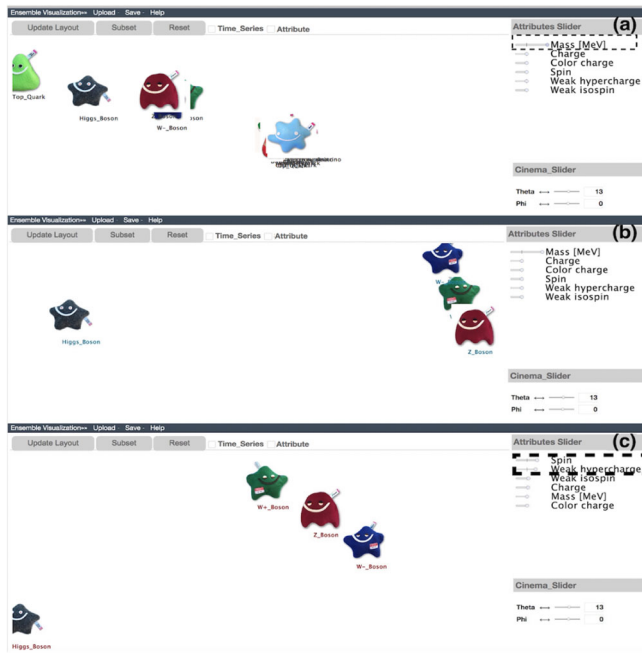 Ensemble Visualization Upload Save Help
Update Layout Subset Reset Time_Series Attribute
Attributes Slider (a)
Mass [MeV]
Charge
Color charge
Spin
Weak hypercharge
Weak isospin
Top_Quark
Higgs_Boson
W-_Boson
Cinema_Slider
Theta 13
Phi 0
Ensemble Visualization Upload Save Help
Update Layout Subset Reset Time_Series Attribute
Attributes Slider (b)
Mass [MeV]
Charge
Color charge
Spin
Weak hypercharge
Weak isospin
Higgs_Boson
Z_Boson
Cinema_Slider
Theta 13
Phi 0
Ensemble Visualization Upload Save Help
Update Layout Subset Reset Time_Series Attribute
Attributes Slider (c)
Spin
Weak hypercharge
Weak isospin
Charge
Mass [MeV]
Color charge
W+_Boson
Z_Boson
W-_Boson
Cinema_Slider
Theta 13
Phi 0
Higgs_Boson